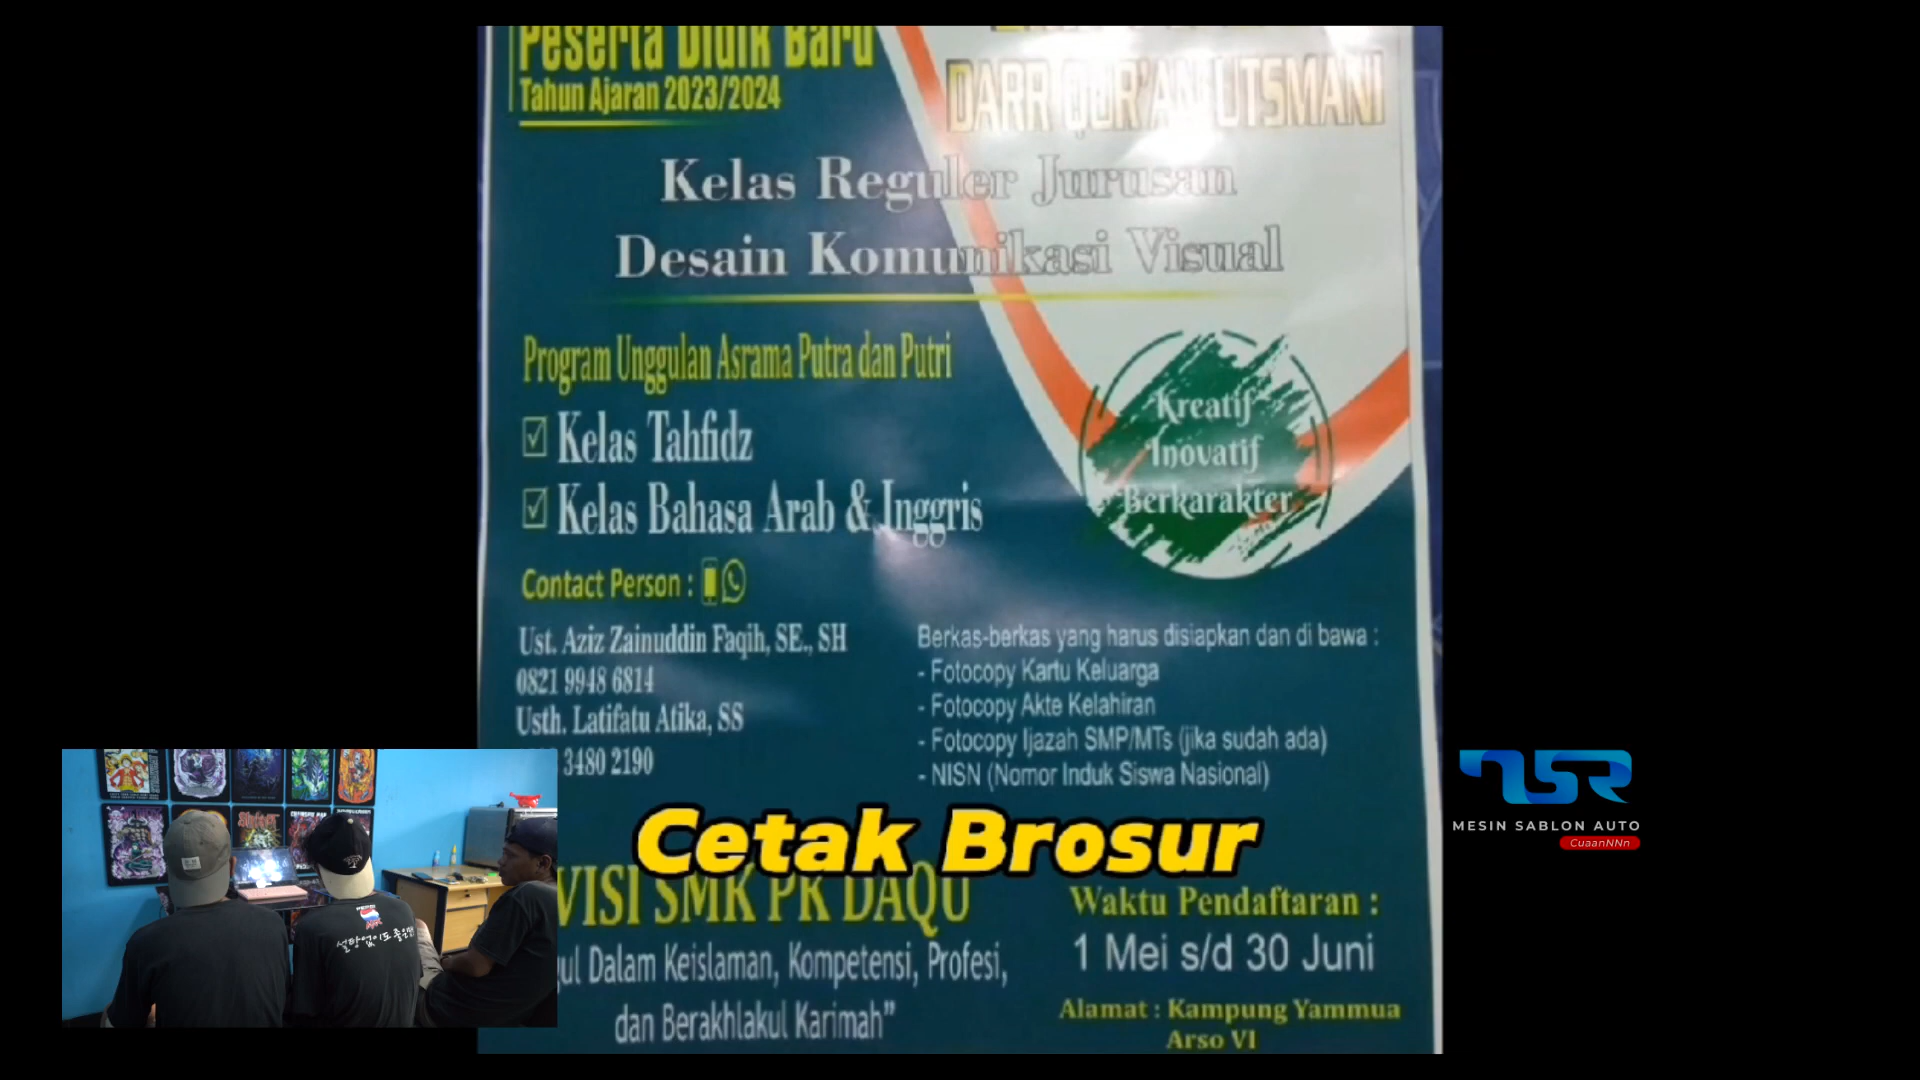 Peserta Didik Baru
Tahun Ajaran 2023/2024
DARR QUR'AN UTSMANI
Kelas Reguler Jurusan
Desain Komunikasi Visual
Program Unggulan Asrama Putra dan Putri
Kelas Tahfidz
Kelas Bahasa Arab & Inggris
Kreatif
Inovatif
Berkarakter
Contact Person :
Ust. Aziz Zainuddin Faqih, SE., SH
0821 9948 6814
Usth. Latifatu Atika, SS
3480 2190
Berkas-berkas yang harus disiapkan dan di bawa :
- Fotocopy Kartu Keluarga
- Fotocopy Akte Kelahiran
- Fotocopy Ijazah SMP/MTs (jika sudah ada)
- NISN (Nomor Induk Siswa Nasional)
Cetak Brosur
VISI SMK PK DAQU
Dalam Keislaman, Kompetensi, Profesi,
dan Berakhlakul Karimah”
Waktu Pendaftaran :
1 Mei s/d 30 Juni
Alamat : Kampung Yammua
Arso VI
MESIN SABLON AUTO
CuaanNNn